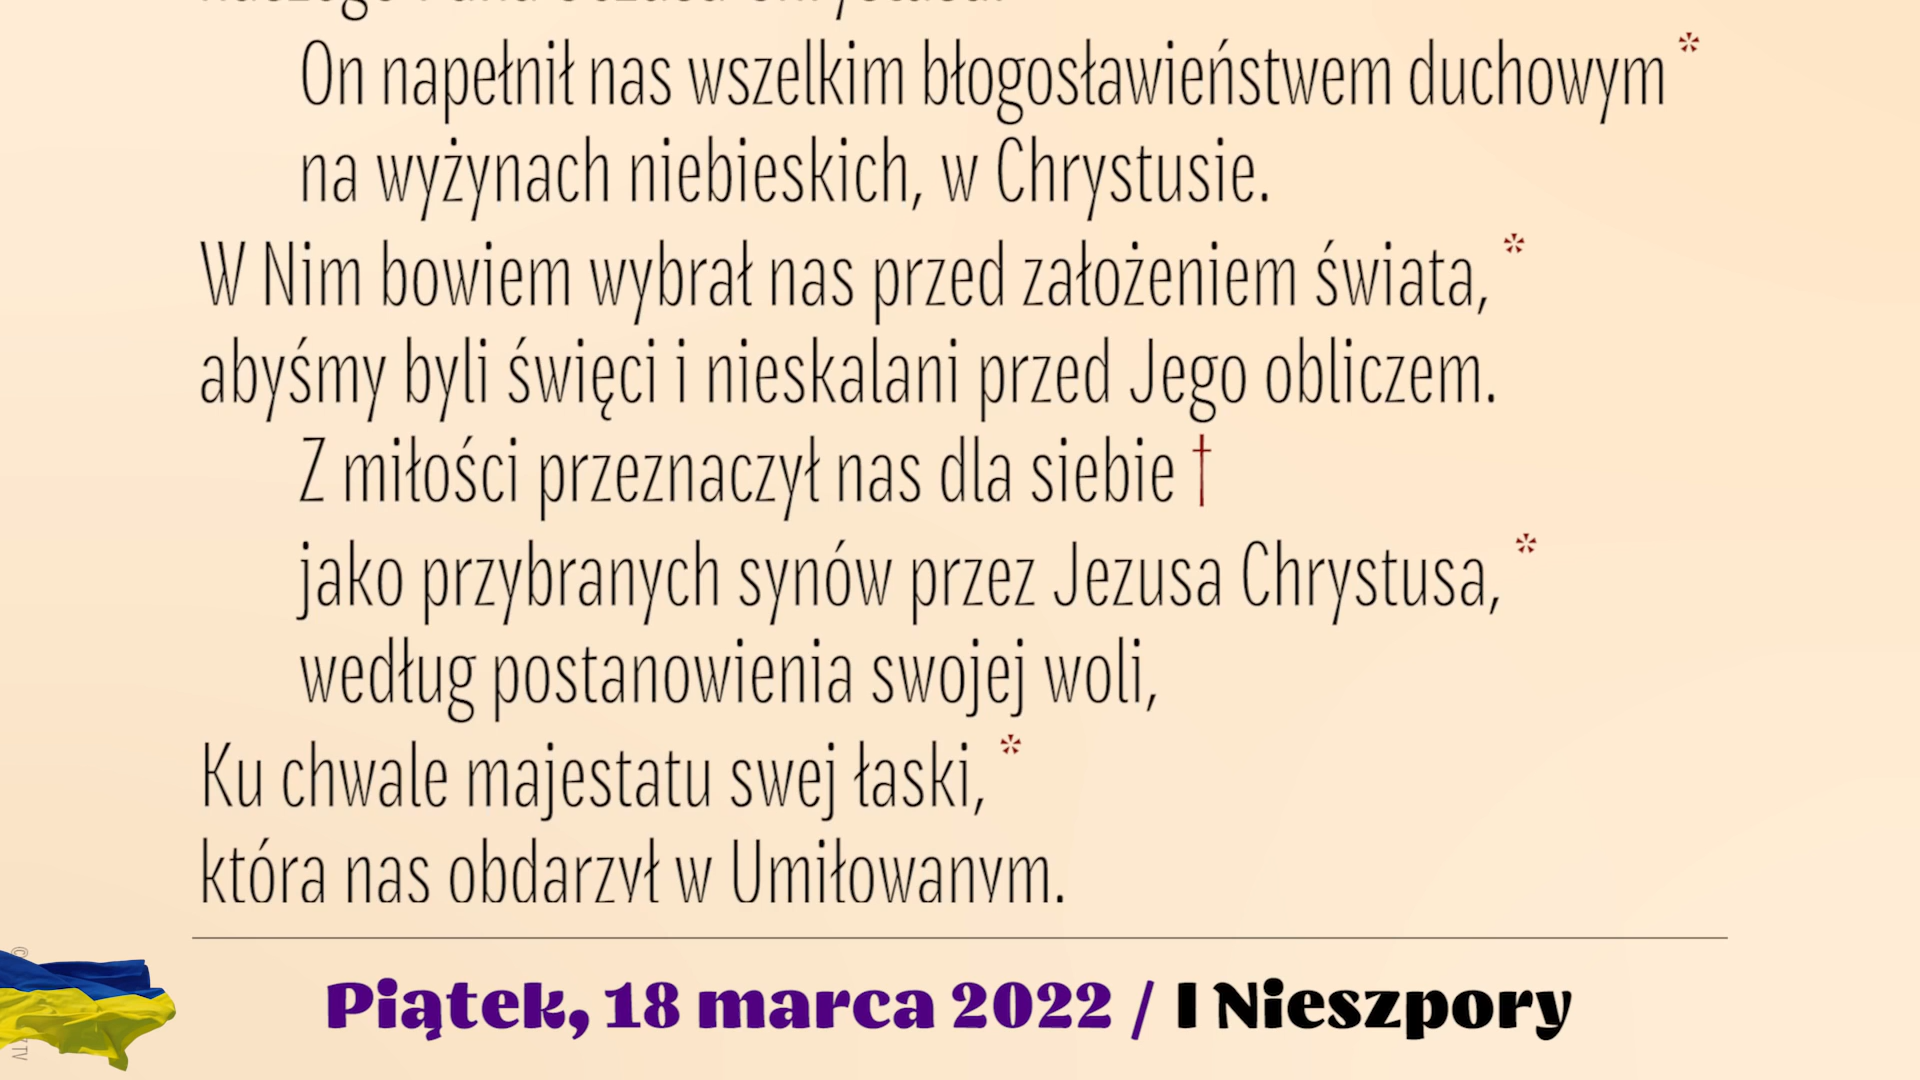 On napełnił nas wszelkim błogosławieństwem duchowym *
na wyżynach niebieskich, w Chrystusie.
W Nim bowiem wybrał nas przed założeniem świata, *
abyśmy byli święci i nieskalani przed Jego obliczem.
Z miłości przeznaczył nas dla siebie †
jako przybranych synów przez Jezusa Chrystusa, *
według postanowienia swojej woli,
Ku chwale majestatu swej łaski, *
którą nas obdarzył w Umiłowanym.
Piątek, 18 marca 2022 / I Nieszpory